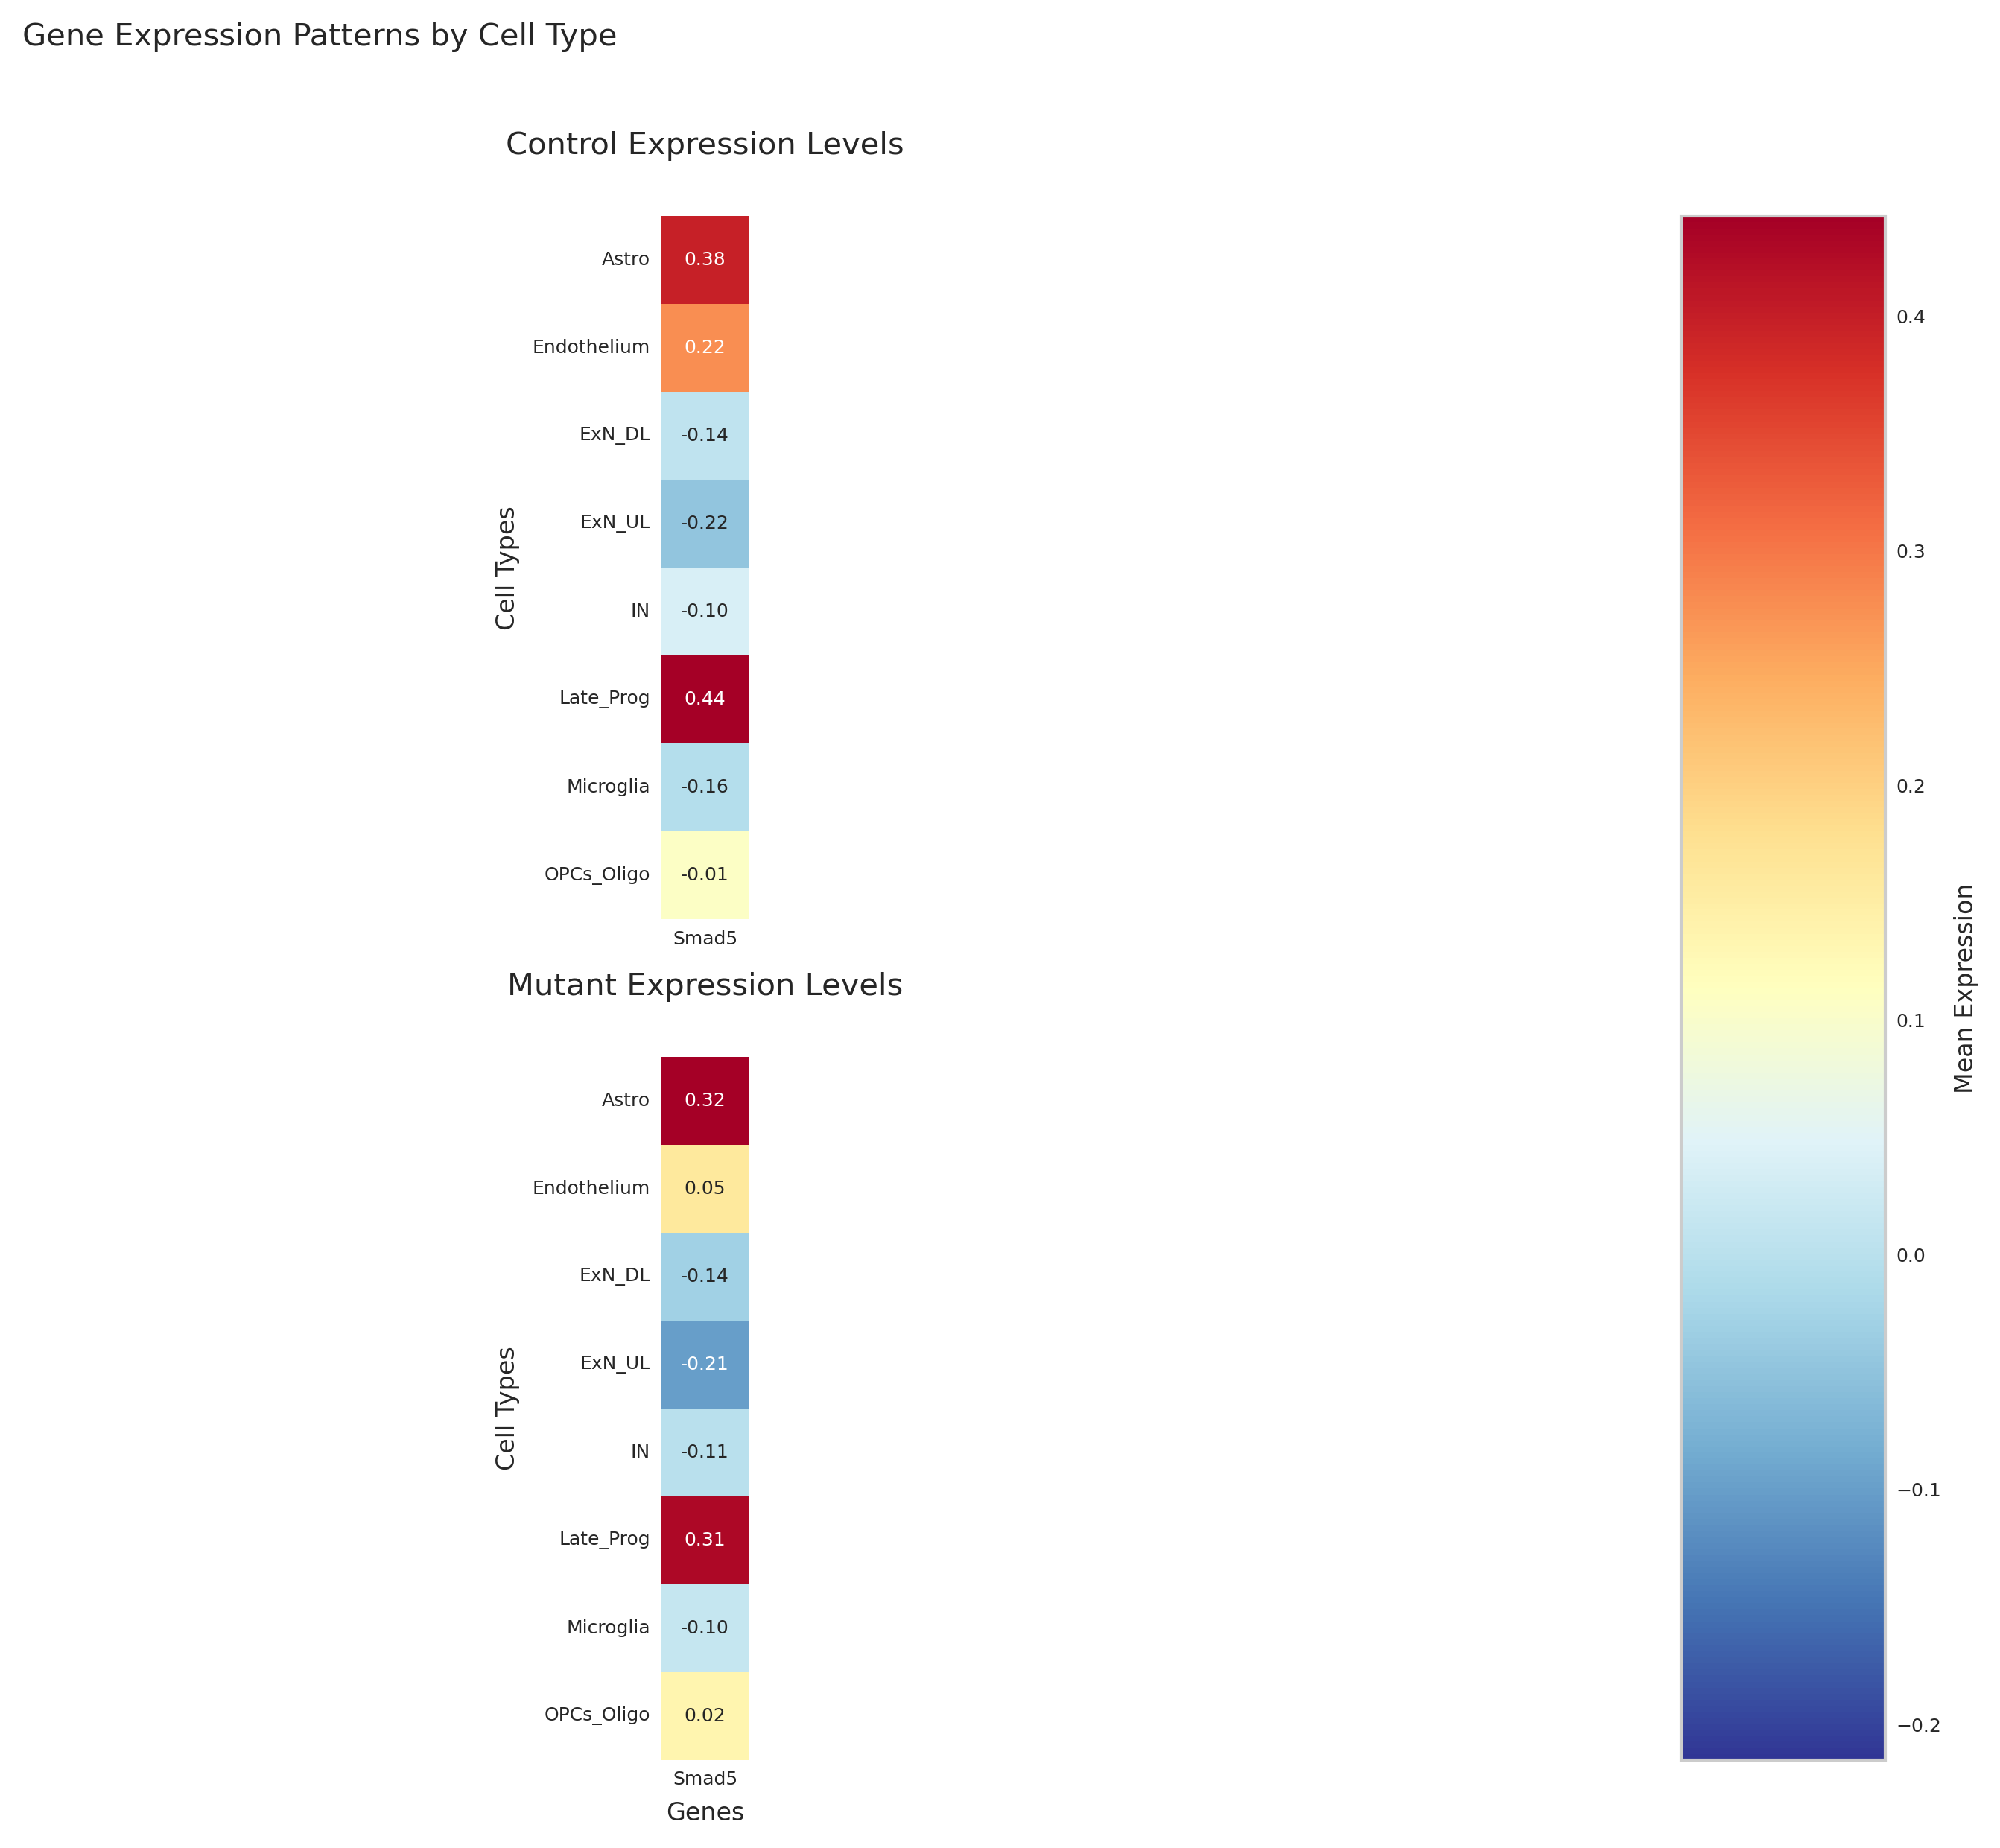 Gene Expression Patterns by Cell Type
Control Expression Levels
Cell Types
Astro 0.38
Endothelium 0.22
ExN_DL -0.14
ExN_UL -0.22
IN -0.10
Late_Prog 0.44
Microglia -0.16
OPCs_Oligo -0.01
Smad5
Mutant Expression Levels
Cell Types
Astro 0.32
Endothelium 0.05
ExN_DL -0.14
ExN_UL -0.21
IN -0.11
Late_Prog 0.31
Microglia -0.10
OPCs_Oligo 0.02
Smad5
Genes
0.4
0.3
0.2
0.1
0.0
−0.1
−0.2
Mean Expression